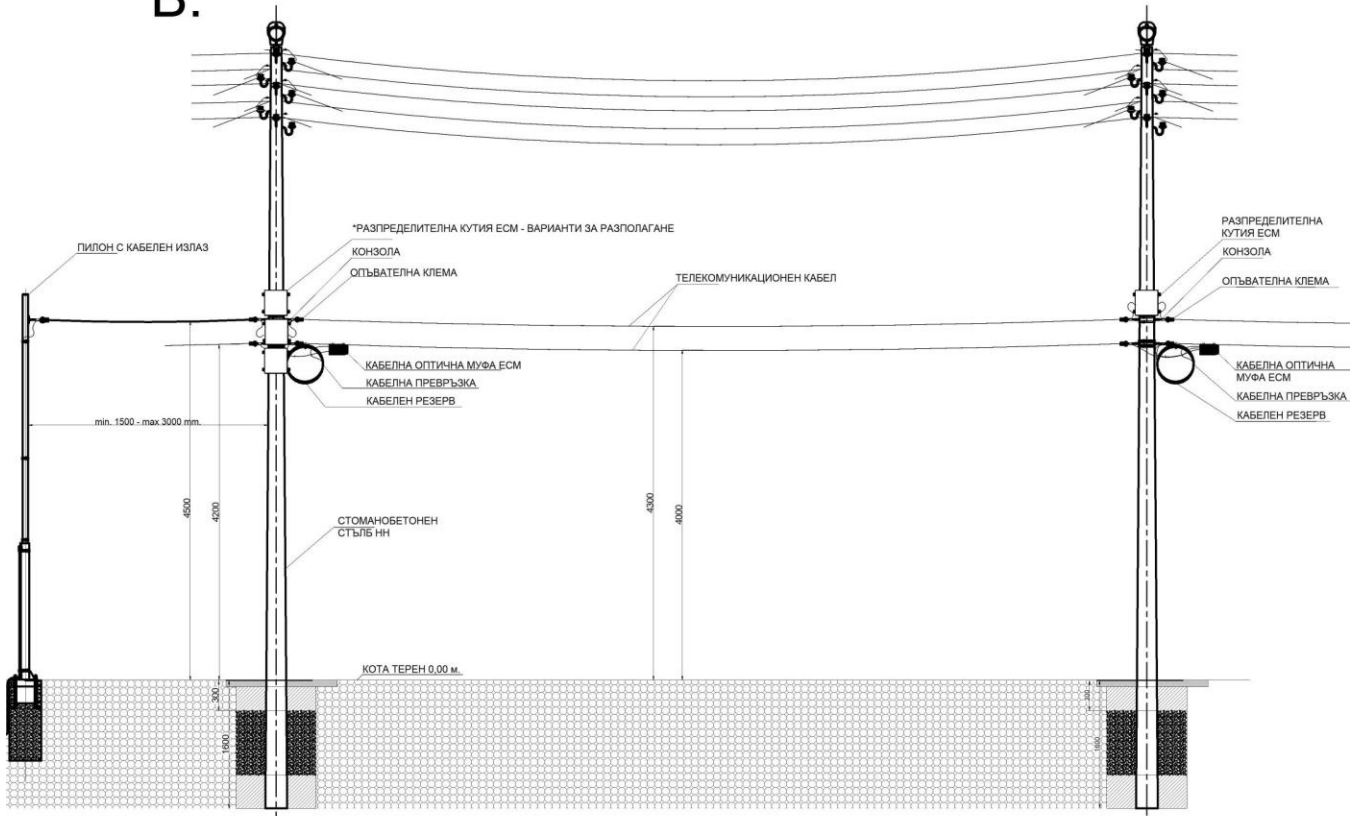 В.
*РАЗПРЕДЕЛИТЕЛНА КУТИЯ ЕСМ - ВАРИАНТИ ЗА РАЗПОЛАГАНЕ
ПИЛОН С КАБЕЛЕН ИЗЛАЗ
КОНЗОЛА
ОПЪВАТЕЛНА КЛЕМА
ТЕЛЕКОМУНИКАЦИОНЕН КАБЕЛ
РАЗПРЕДЕЛИТЕЛНА
КУТИЯ ЕСМ
КОНЗОЛА
ОПЪВАТЕЛНА КЛЕМА
КАБЕЛНА ОПТИЧНА МУФА ЕСМ
КАБЕЛНА ПРЕВРЪЗКА
КАБЕЛЕН РЕЗЕРВ
КАБЕЛНА ОПТИЧНА
МУФА ЕСМ
КАБЕЛНА ПРЕВРЪЗКА
КАБЕЛЕН РЕЗЕРВ
min. 1500 - max 3000 mm.
4500
4200
4300
4000
СТОМАНОБЕТОНЕН
СТЪЛБ НН
КОТА ТЕРЕН 0,00 м.
300
1600
300
1600